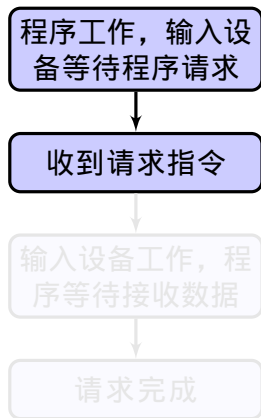 程序工作，输入设
备等待程序请求
收到请求指令
输入设备工作，程
序等待接收数据
请求完成